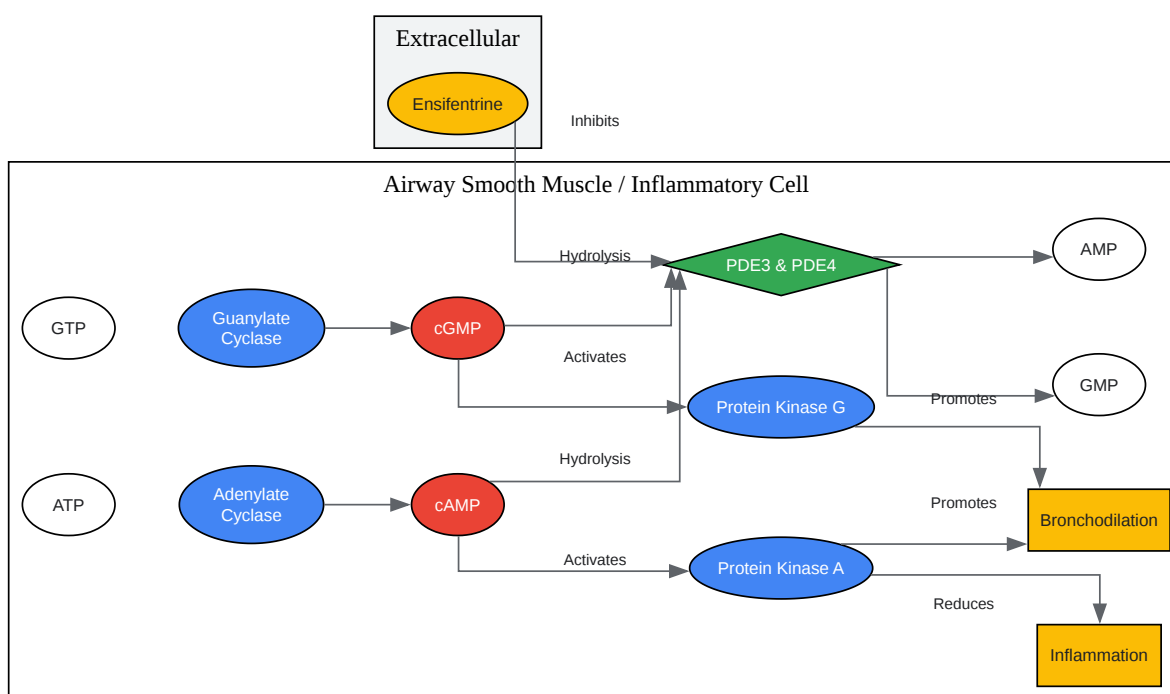 Extracellular
Ensifentrine
Inhibits
Airway Smooth Muscle / Inflammatory Cell
Hydrolysis
PDE3 & PDE4
AMP
GTP
Guanylate
Cyclase
cGMP
Activates
GMP
Protein Kinase G
Promotes
Hydrolysis
ATP
Adenylate
Cyclase
cAMP
Promotes
Bronchodilation
Activates
Protein Kinase A
Reduces
Inflammation